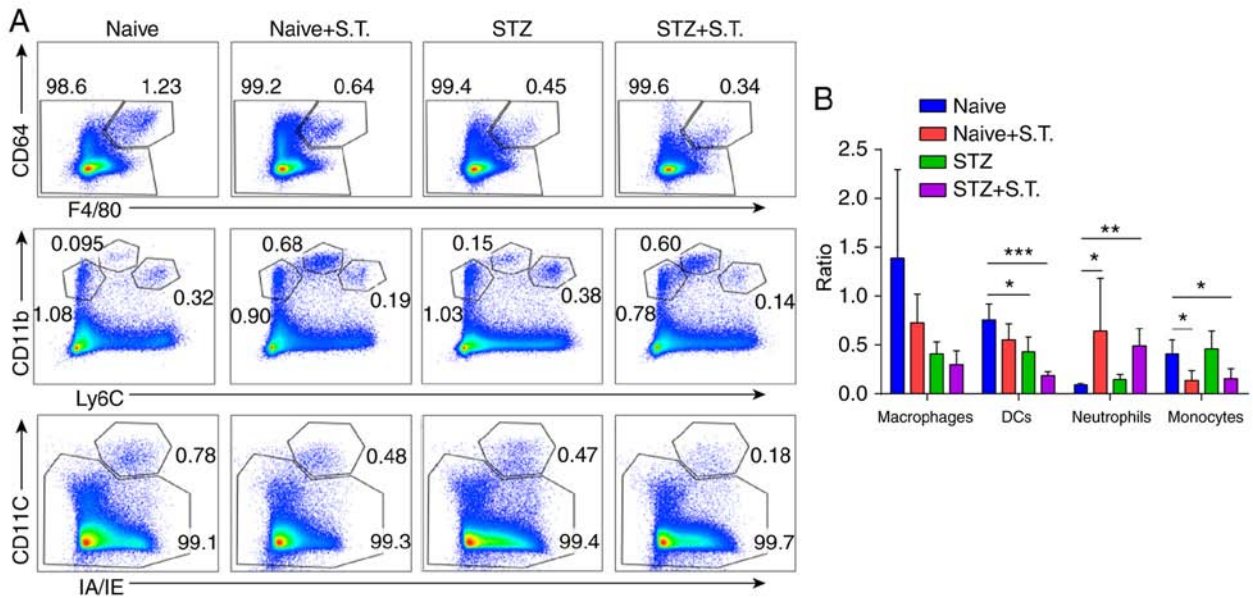 A
Naive Naive+S.T. STZ STZ+S.T.
98.6 1.23 99.2 0.64 99.4 0.45 99.6 0.34
CD64
F4/80
0.095 0.68 0.15 0.60
0.32 0.19 0.38 0.14
1.08 0.90 1.03 0.78
CD11b
Ly6C
0.78 0.48 0.47 0.18
99.1 99.3 99.4 99.7
CD11C
IA/IE
B
Naive
Naive+S.T.
STZ
STZ+S.T.
2.5
2.0
1.5
1.0
0.5
0.0
Ratio
*** * * ** * *
Macrophages DCs Neutrophils Monocytes